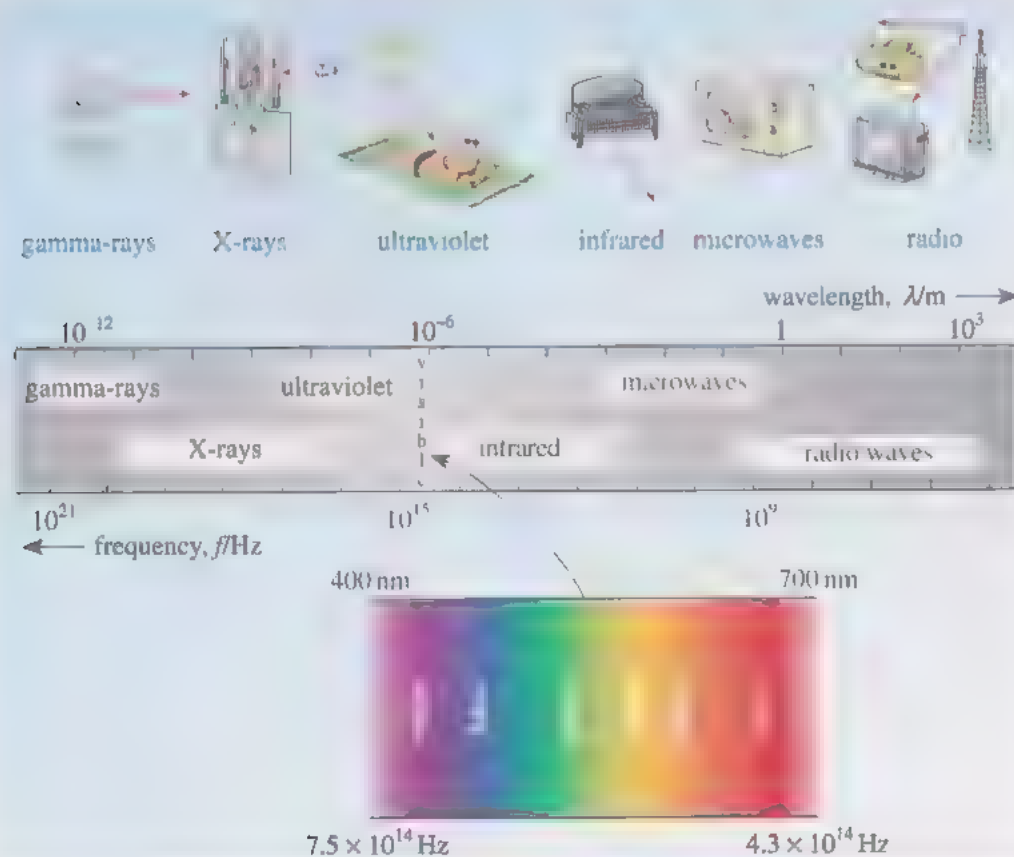 gamma-rays X-rays ultraviolet infrared microwaves radio
wavelength, λ/m
10⁻¹² 10⁻⁶ 1 10³
gamma-rays ultraviolet visible microwaves
X-rays infrared radio waves
10²¹ 10¹⁵ 10⁹
frequency, f/Hz
400 nm 700 nm
7.5 × 10¹⁴ Hz 4.3 × 10¹⁴ Hz